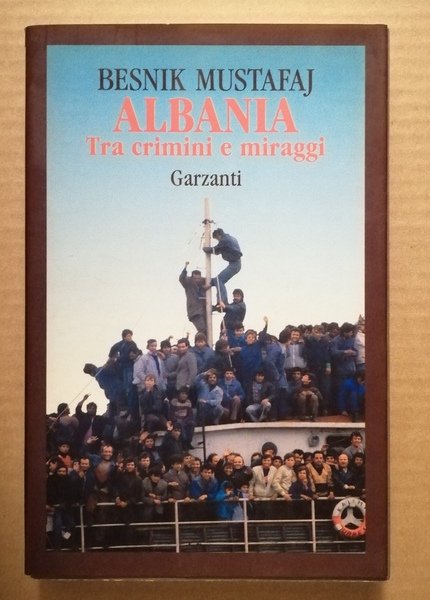 BESNIK MUSTAFAJ
ALBANIA
Tra crimini e miraggi
Garzanti